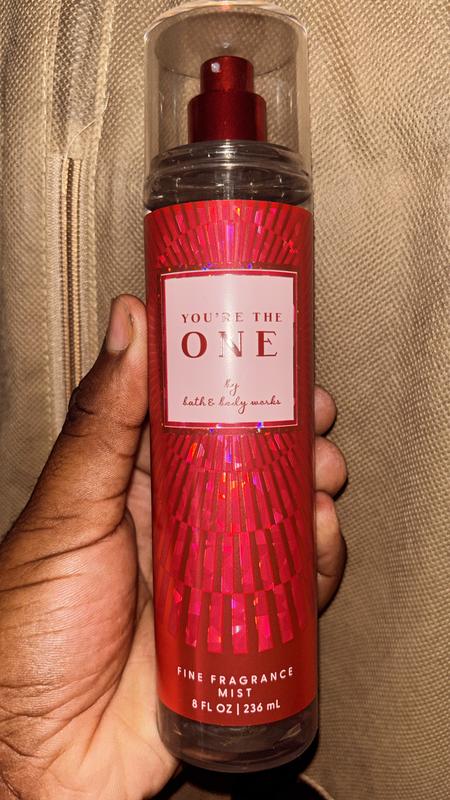 YOU'RE THE
ONE
by
bath & body works
FINE FRAGRANCE
MIST
8 FL OZ | 236 mL